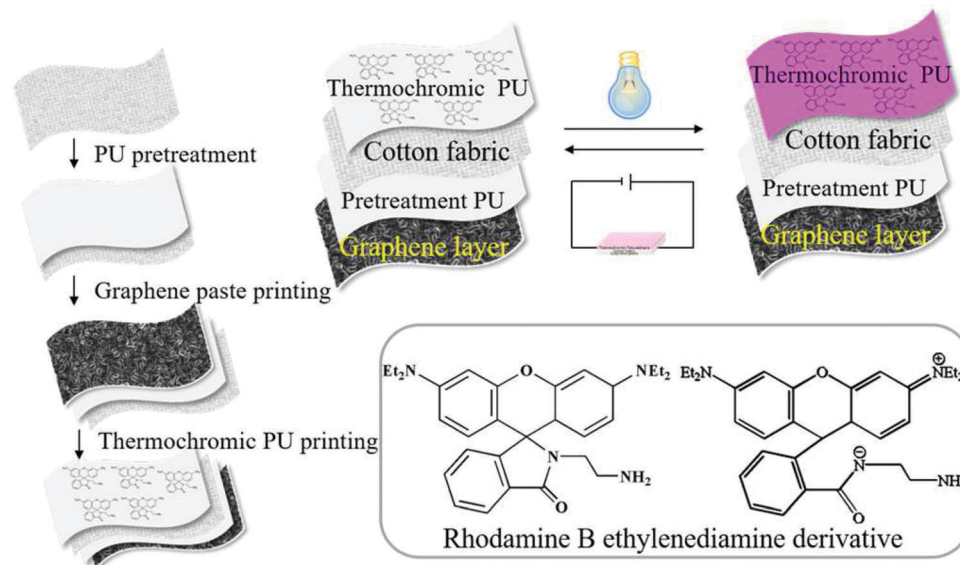 PU pretreatment
Graphene paste printing
Thermochromic PU printing
Thermochromic PU
Cotton fabric
Pretreatment PU
Graphene layer
Thermochromic PU
Cotton fabric
Pretreatment PU
Graphene layer
Et₂N
O
NEt₂
N
NH₂
O
Et₂N
O
⊕
NEt₂
⊖
N
NH
O
Rhodamine B ethylenediamine derivative